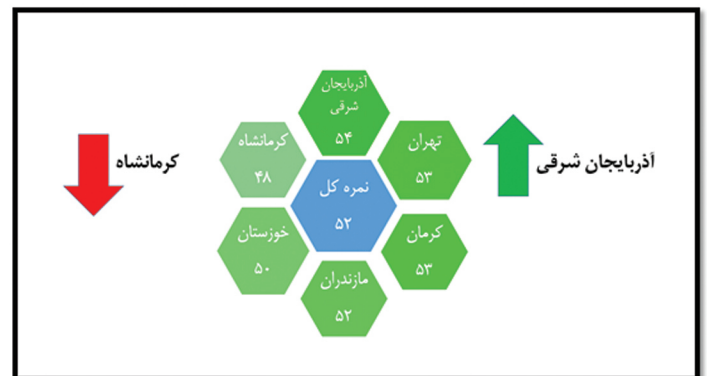 آذربایجان
شرقی
۵۴
تهران
۵۳
کرمان
۵۳
مازندران
۵۲
خوزستان
۵۰
کرمانشاه
۴۸
نمره کل
۵۲
آذربایجان شرقی
کرمانشاه